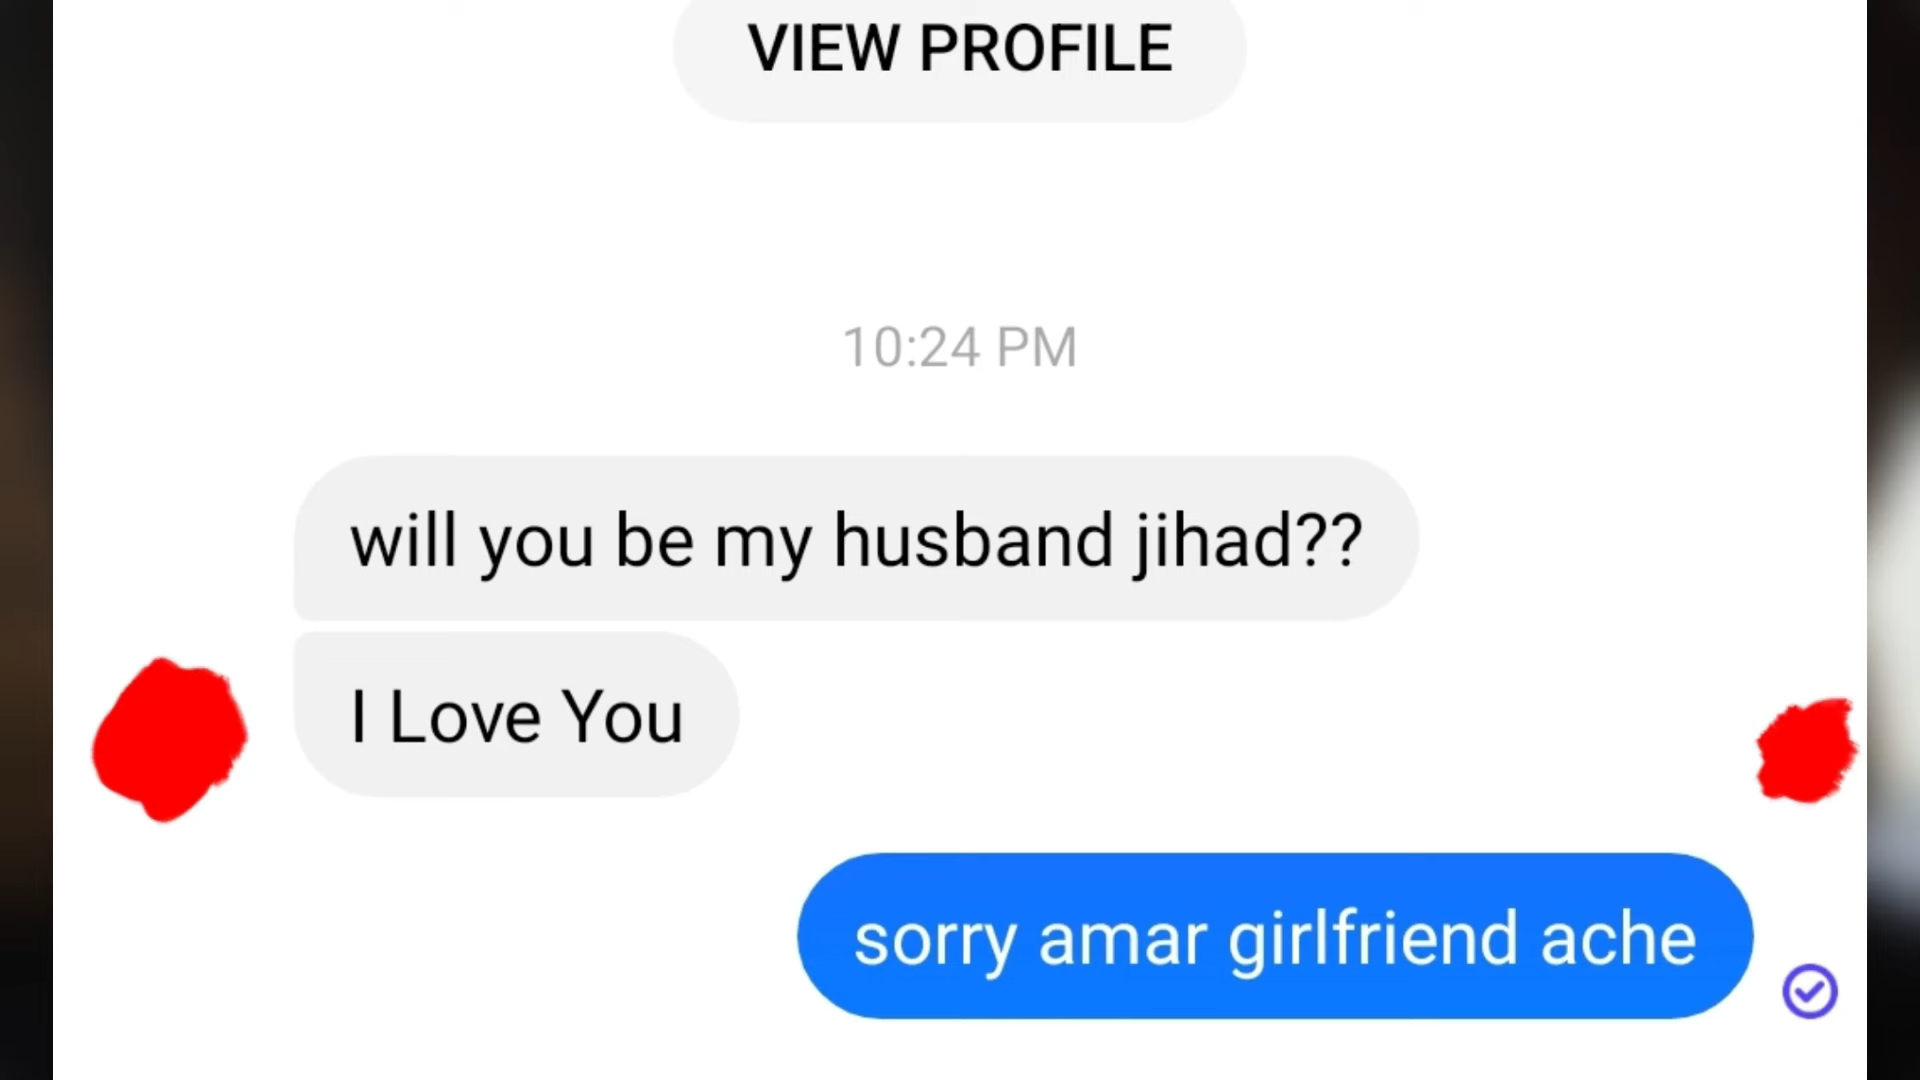 VIEW PROFILE
10:24 PM
will you be my husband jihad??
I Love You
sorry amar girlfriend ache